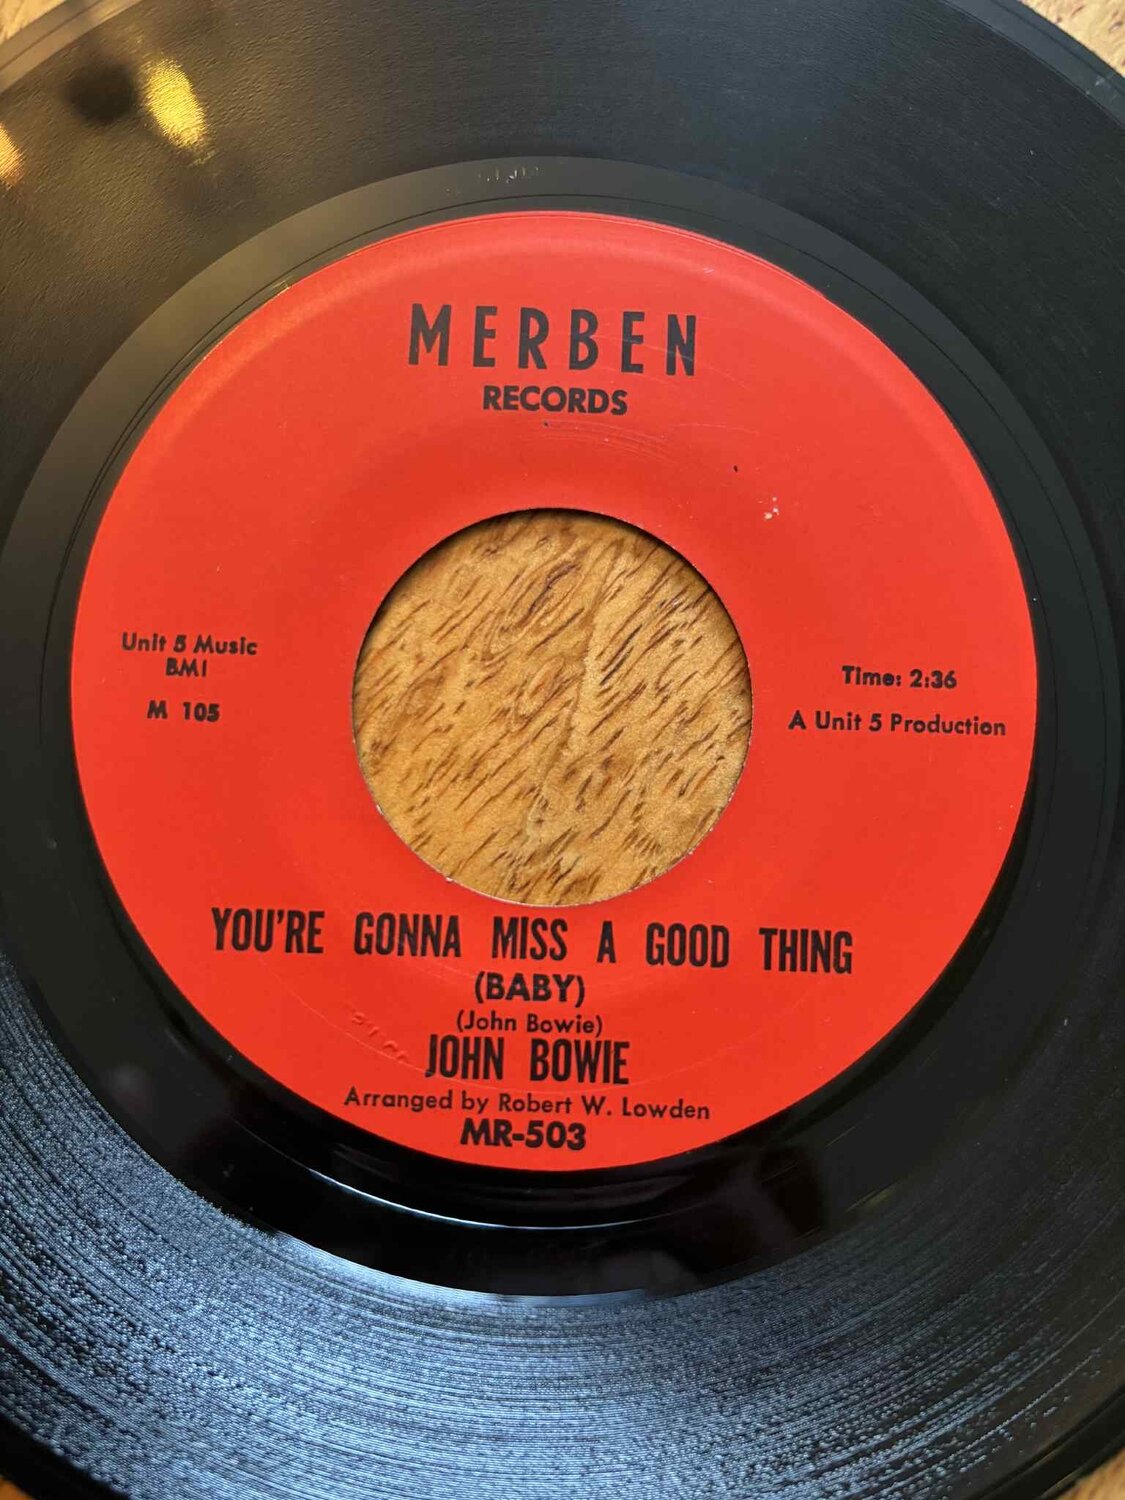 MERBEN
RECORDS
Unit 5 Music
BMI
M 105
Time: 2:36
A Unit 5 Production
YOU'RE GONNA MISS A GOOD THING
(BABY)
(John Bowie)
JOHN BOWIE
Arranged by Robert W. Lowden
MR-503